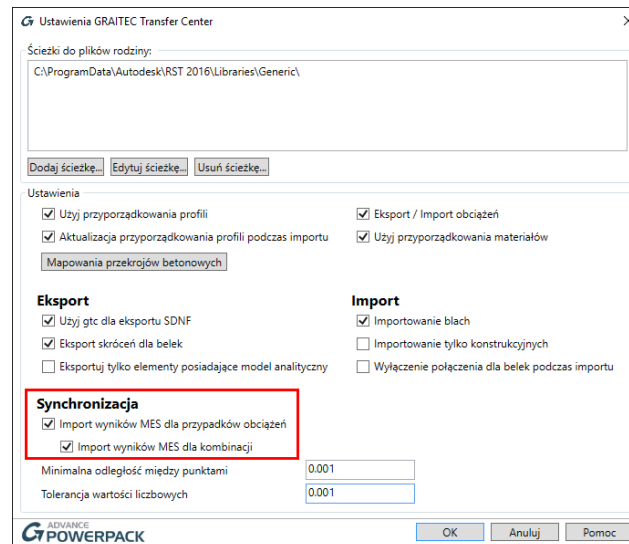 Ustawienia GRAITEC Transfer Center
Ścieżki do plików rodziny:
C:\ProgramData\Autodesk\RST 2016\Libraries\Generic\
Dodaj ścieżkę... Edytuj ścieżkę... Usuń ścieżkę...
Ustawienia
Użyj przyporządkowania profili Eksport / Import obciążeń
Aktualizacja przyporządkowania profili podczas importu Użyj przyporządkowania materiałów
Mapowania przekrojów betonowych
Eksport Import
Użyj gtc dla eksportu SDNF Importowanie blach
Eksport skróceń dla belek Importowanie tylko konstrukcyjnych
Eksportuj tylko elementy posiadające model analityczny Wyłączenie połączenia dla belek podczas importu
Synchronizacja
Import wyników MES dla przypadków obciążeń
Import wyników MES dla kombinacji
Minimalna odległość między punktami 0.001
Tolerancja wartości liczbowych 0.001
ADVANCE
POWERPACK OK Anuluj Pomoc